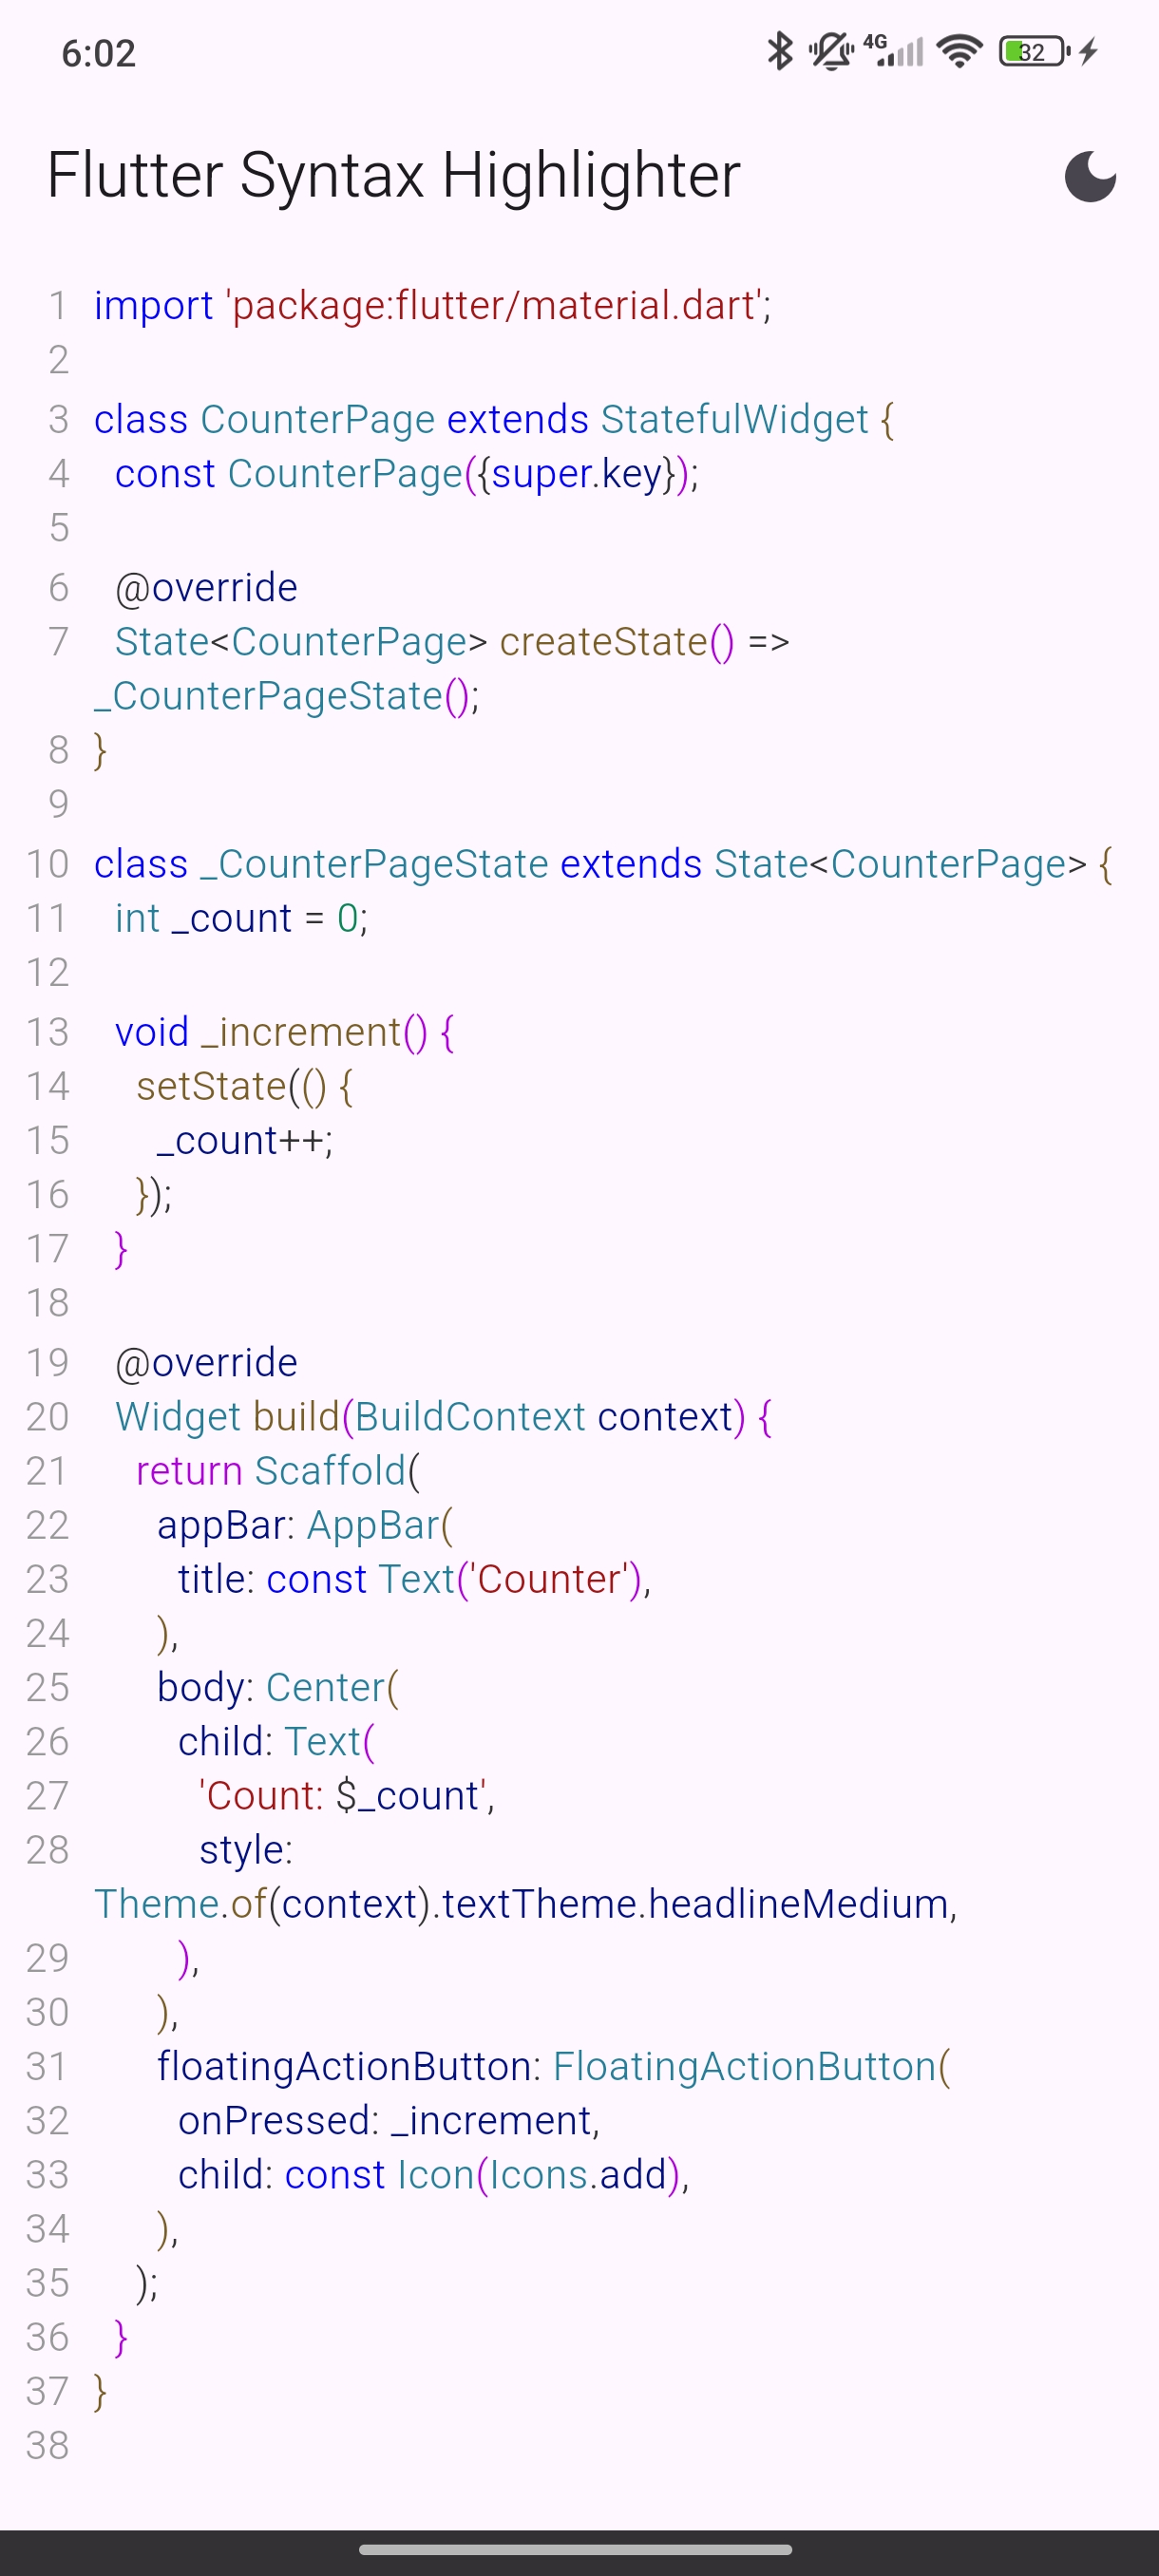 6:02
4G
32
Flutter Syntax Highlighter
1 import 'package:flutter/material.dart';
2
3 class CounterPage extends StatefulWidget {
4   const CounterPage({super.key});
5
6   @override
7   State<CounterPage> createState() =>
_CounterPageState();
8 }
9
10 class _CounterPageState extends State<CounterPage> {
11   int _count = 0;
12
13   void _increment() {
14     setState(() {
15       _count++;
16     });
17   }
18
19   @override
20   Widget build(BuildContext context) {
21     return Scaffold(
22       appBar: AppBar(
23         title: const Text('Counter'),
24       ),
25       body: Center(
26         child: Text(
27           'Count: $_count',
28           style:
Theme.of(context).textTheme.headlineMedium,
29         ),
30       ),
31       floatingActionButton: FloatingActionButton(
32         onPressed: _increment,
33         child: const Icon(Icons.add),
34       ),
35     );
36   }
37 }
38